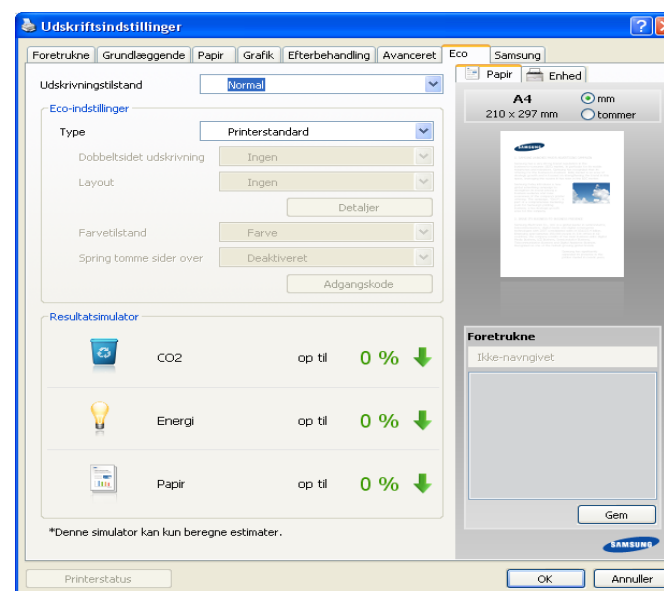 Udskriftsindstillinger
Foretrukne Grundlæggende Papir Grafik Efterbehandling Avanceret Eco Samsung
Udskrivningstilstand Normal
Eco-indstillinger
Type Printerstandard
Dobbeltsidet udskrivning Ingen
Layout Ingen
Detaljer
Farvetilstand Farve
Spring tomme sider over Deaktiveret
Adgangskode
Resultatsimulator
CO2 op til 0 %
Energi op til 0 %
Papir op til 0 %
*Denne simulator kan kun beregne estimater.
Papir Enhed
A4 mm
210 x 297 mm tommer
SAMSUNG
Foretrukne
Ikke-navngivet
Gem
SAMSUNG
Printerstatus OK Annuller